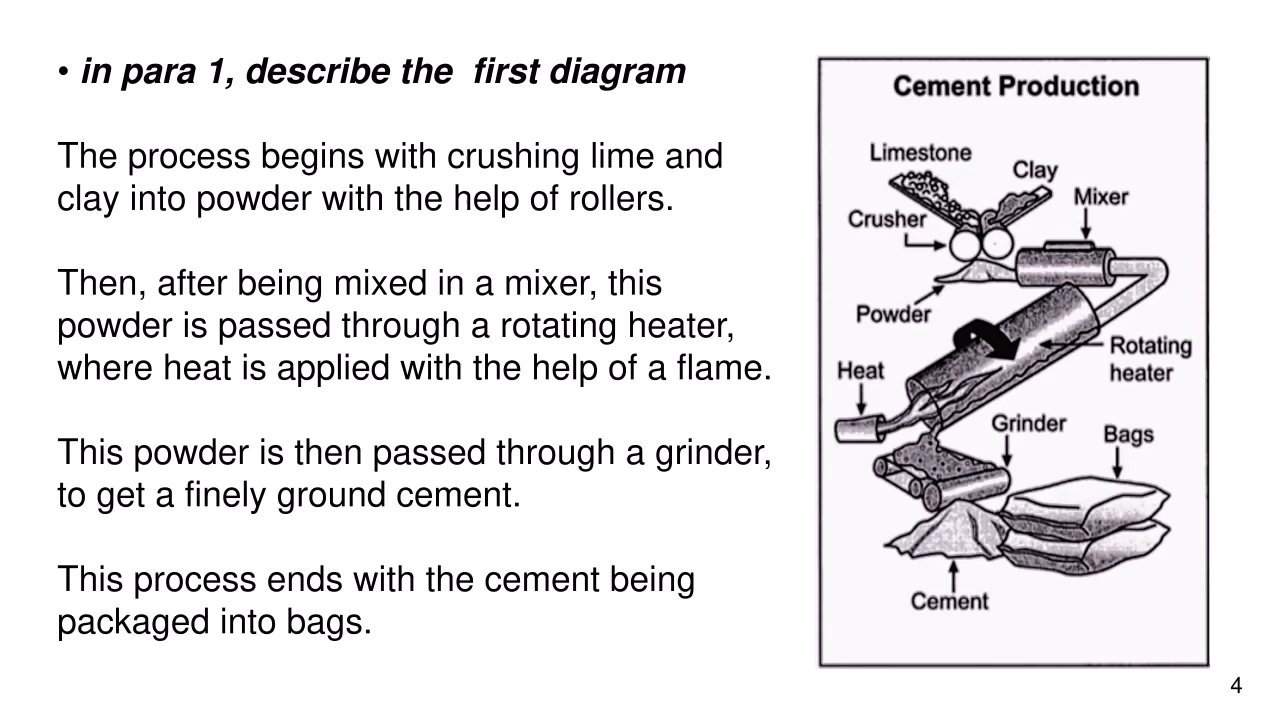 • in para 1, describe the  first diagram
The process begins with crushing lime and
clay into powder with the help of rollers.
Then, after being mixed in a mixer, this
powder is passed through a rotating heater,
where heat is applied with the help of a flame.
This powder is then passed through a grinder,
to get a finely ground cement.
This process ends with the cement being
packaged into bags.
Cement Production
Limestone
Clay
Mixer
Crusher
Powder
Rotating
heater
Heat
Grinder
Bags
Cement
4